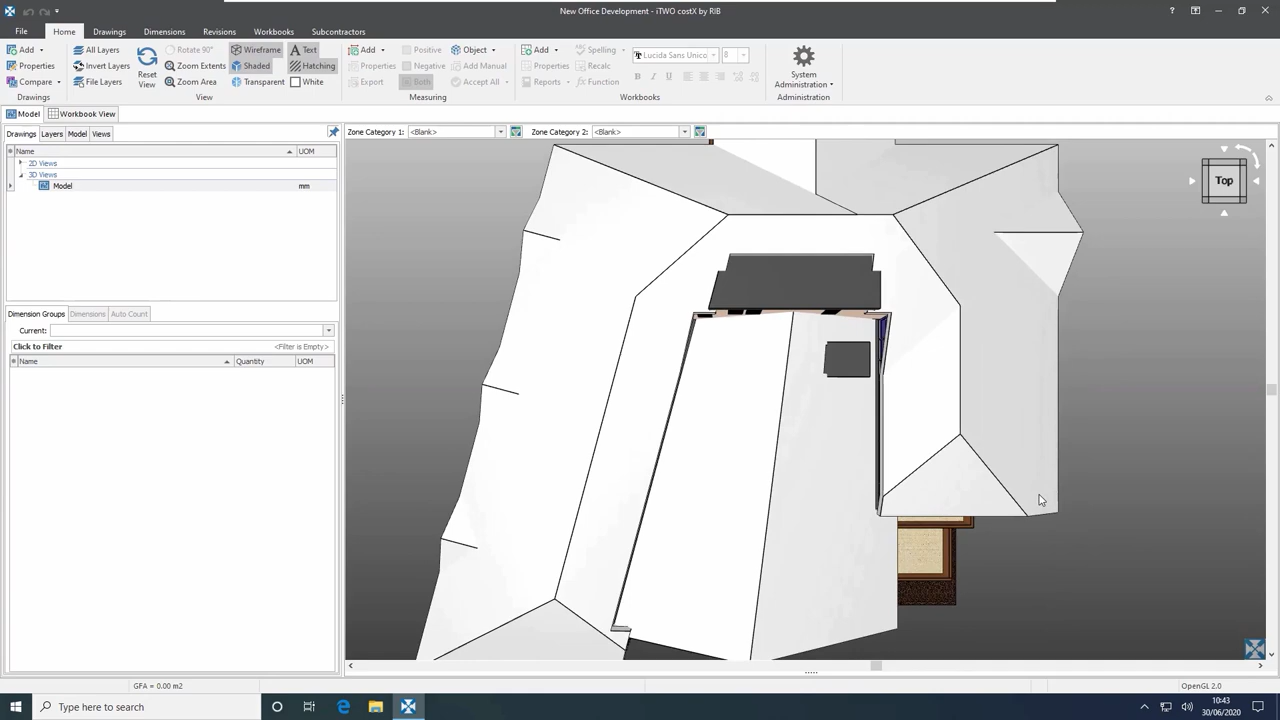 New Office Development - iTWO costX by RIB
File Home Drawings Dimensions Revisions Workbooks Subcontractors
Add All Layers Rotate 90° Wireframe Text Add Positive Object Add Spelling Lucida Sans Unico 8
Properties Invert Layers Reset View Zoom Extents Shaded Hatching Properties Negative Add Manual Reports Recalc B I U System Administration
Compare File Layers Zoom Area Transparent White Export Both Accept All Import Function
Drawings View Measuring Workbooks Administration
Model Workbook View
Drawings Layers Model Views Zone Category 1: <Blank> Zone Category 2: <Blank>
Name UOM
2D Views
3D Views
Model mm
Top
Dimension Groups Dimensions Auto Count
Current:
Click to Filter <Filter is Empty>
Name Quantity UOM
GFA = 0.00 m2 OpenGL 2.0
Type here to search 10:43
30/06/2020